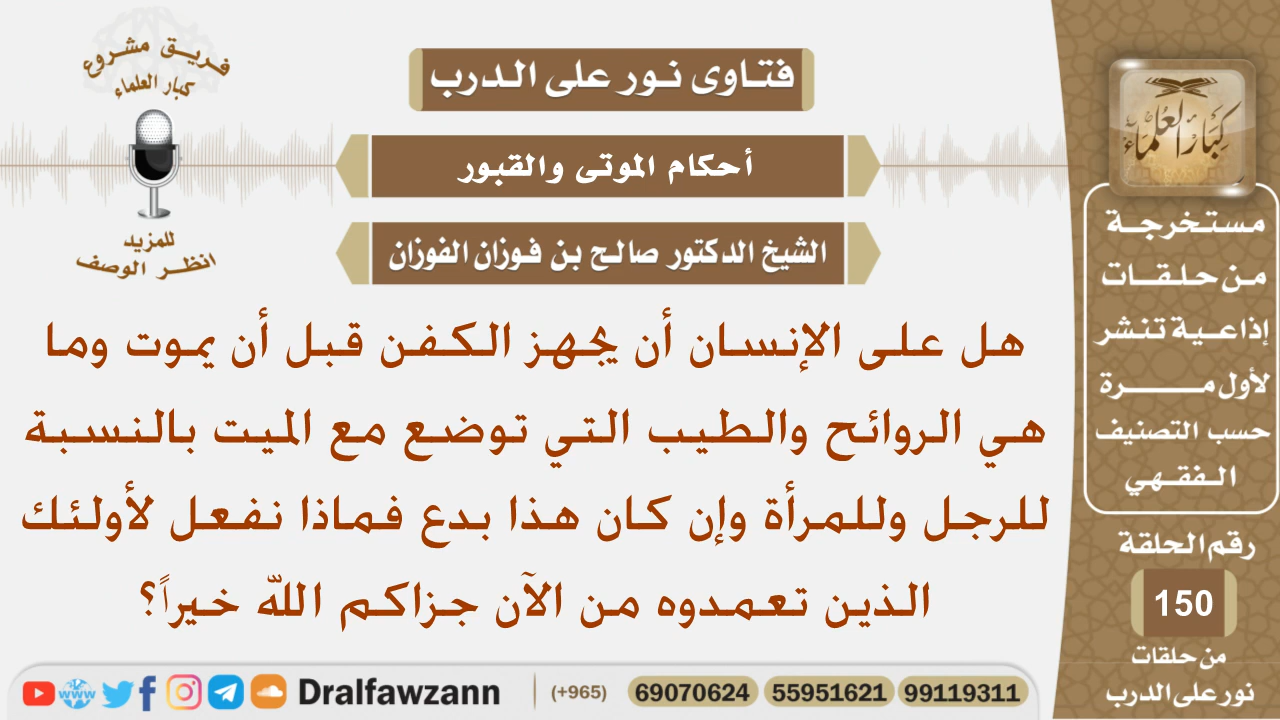 فتاوى نور على الدرب
أحكام الموتى والقبور
الشيخ الدكتور صالح بن فوزان الفوزان
هل على الإنسان أن يجهز الكفن قبل أن يموت وما
هي الروائح والطيب التي توضع مع الميت بالنسبة
للرجل وللمرأة وإن كان هذا بدع فماذا نفعل لأولئك
الذين تعمدوه من الآن جزاكم الله خيراً؟
فريق مشروع
كبار العلماء
للمزيد
انظر الوصف
كبار العلماء
مستخرجة
من حلقات
إذاعية تنشر
لأول مرة
حسب التصنيف
الفقهي
رقم الحلقة
150
من حلقات
نور على الدرب
www
Dralfawzann
(+965)
69070624
55951621
99119311